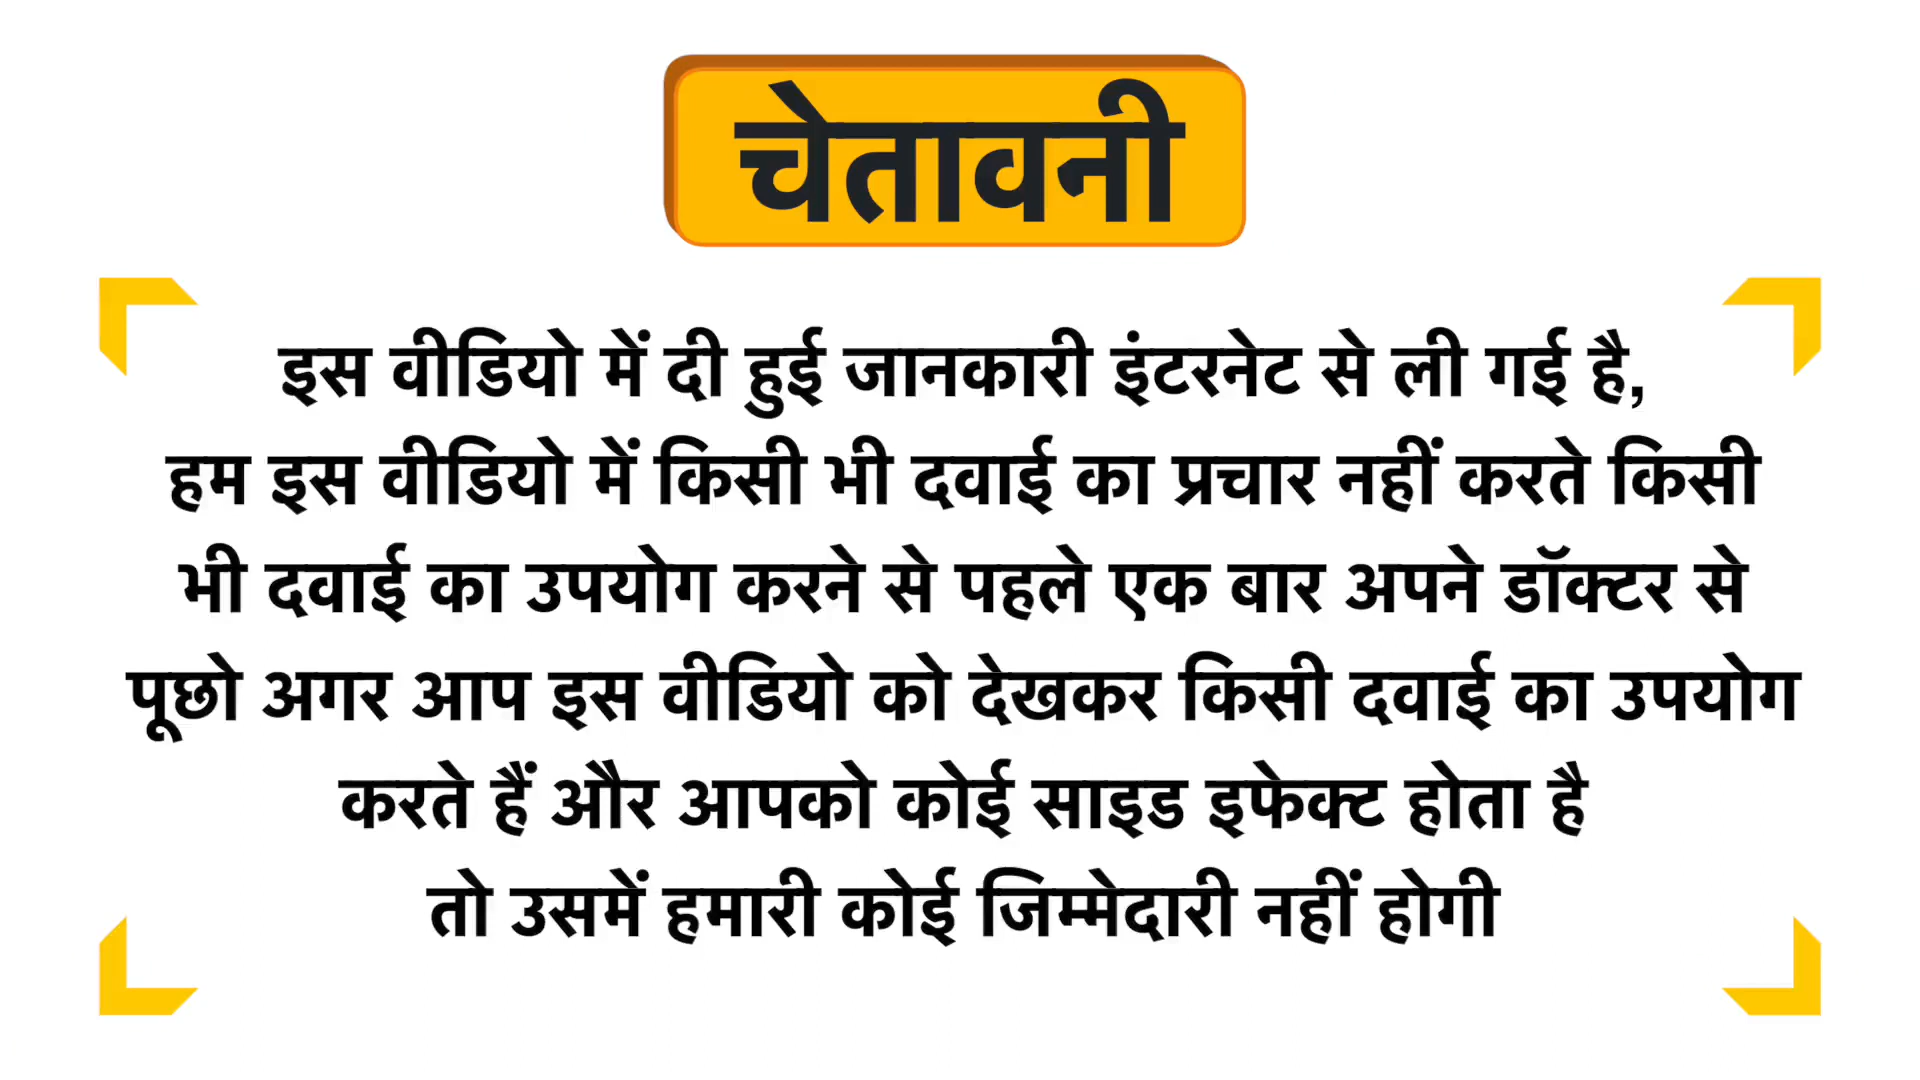 चेतावनी
इस वीडियो में दी हुई जानकारी इंटरनेट से ली गई है,
हम इस वीडियो में किसी भी दवाई का प्रचार नहीं करते किसी
भी दवाई का उपयोग करने से पहले एक बार अपने डॉक्टर से
पूछो अगर आप इस वीडियो को देखकर किसी दवाई का उपयोग
करते हैं और आपको कोई साइड इफेक्ट होता है
तो उसमें हमारी कोई जिम्मेदारी नहीं होगी